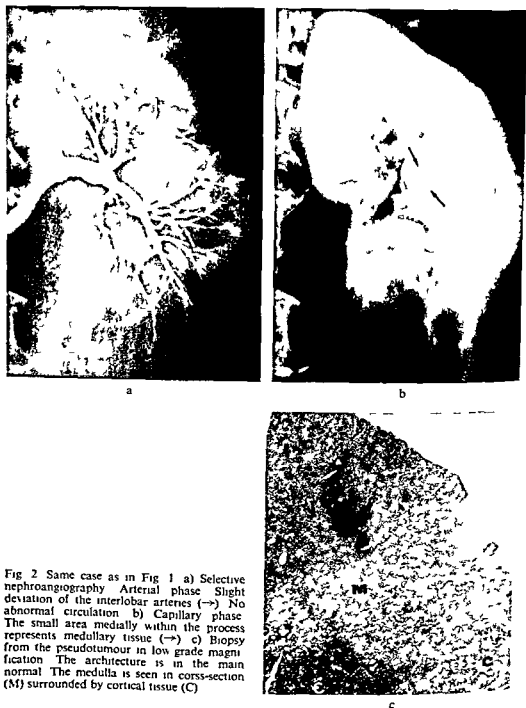 a
b
Fig 2 Same case as in Fig 1 a) Selective
nephroangiography Arterial phase Slight
deviation of the interlobar arteries (→) No
abnormal circulation b) Capillary phase
The small area medially within the process
represents medullary tissue (→) c) Biopsy
from the pseudotumour in low grade magni
fication The architecture is in the main
normal The medulla is seen in corss-section
(M) surrounded by cortical tissue (C)
M
C
c